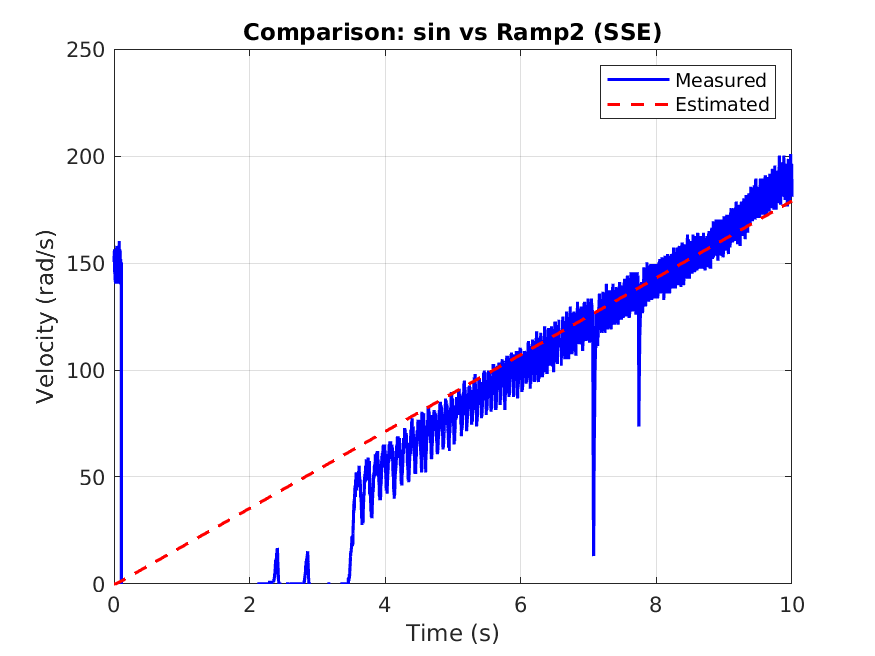 Comparison: sin vs Ramp2 (SSE)
Measured
Estimated
Velocity (rad/s)
250
200
150
100
50
0
0 2 4 6 8 10
Time (s)